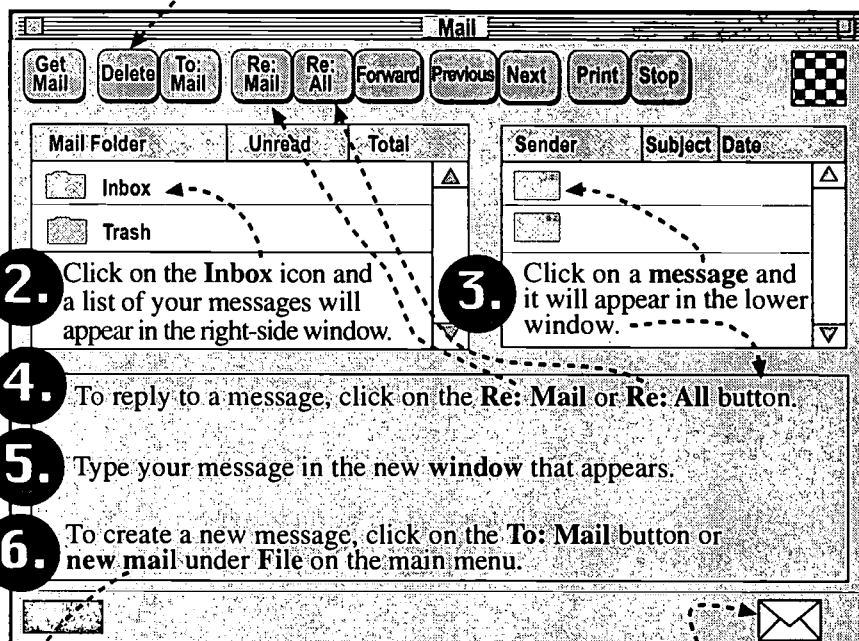 Mail
Get Mail
Delete
To: Mail
Re: Mail
Re: All
Forward
Previous
Next
Print
Stop
Mail Folder Unread Total
Inbox
Trash
Sender Subject Date
2. Click on the Inbox icon and
a list of your messages will
appear in the right-side window.
3. Click on a message and
it will appear in the lower
window.
4. To reply to a message, click on the Re: Mail or Re: All button.
5. Type your message in the new window that appears.
6. To create a new message, click on the To: Mail button or
new mail under File on the main menu.